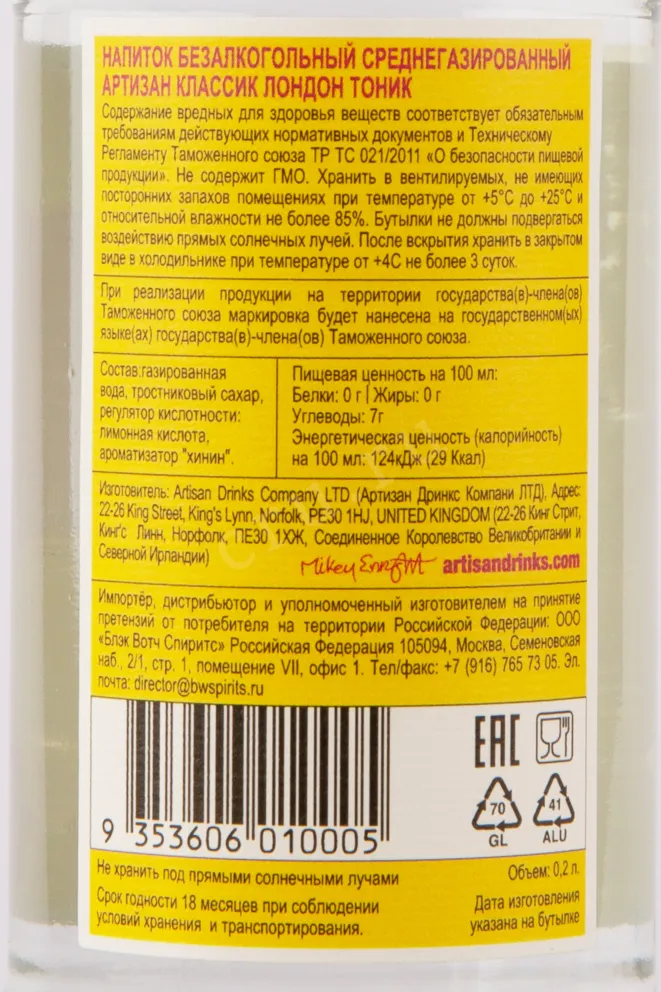 НАПИТОК БЕЗАЛКОГОЛЬНЫЙ СРЕДНЕГАЗИРОВАННЫЙ
АРТИЗАН КЛАССИК ЛОНДОН ТОНИК
Содержание вредных для здоровья веществ соответствует обязательным
требованиям действующих нормативных документов и Техническому
Регламенту Таможенного союза ТР ТС 021/2011 «О безопасности пищевой
продукции». Не содержит ГМО. Хранить в вентилируемых, не имеющих
посторонних запахов помещениях при температуре от +5°С до +25°С и
относительной влажности не более 85%. Бутылки не должны подвергаться
воздействию прямых солнечных лучей. После вскрытия хранить в закрытом
виде в холодильнике при температуре от +4С не более 3 суток.
При реализации продукции на территории государства(в)-члена(ов)
Таможенного союза маркировка будет нанесена на государственном(ых)
языке(ах) государства(в)-члена(ов) Таможенного союза.
Состав:газированная
вода, тростниковый сахар,
регулятор кислотности:
лимонная кислота,
ароматизатор "хинин".
Пищевая ценность на 100 мл:
Белки: 0 г | Жиры: 0 г
Углеводы: 7г
Энергетическая ценность (калорийность)
на 100 мл: 124кДж (29 Ккал)
Изготовитель: Artisan Drinks Company LTD (Артизан Дринкс Компани ЛТД), Адрес:
22-26 King Street, King's Lynn, Norfolk, PE30 1HJ, UNITED KINGDOM (22-26 Кинг Стрит,
Кинг'с Линн, Норфолк, ПЕ30 1ХЖ, Соединенное Королевство Великобритании и
Северной Ирландии)
Mikey Enright artisandrinks.com
Импортёр, дистрибьютор и уполномоченный изготовителем на принятие
претензий от потребителя на территории Российской Федерации: ООО
«Блэк Вотч Спиритс» Российская Федерация 105094, Москва, Семеновская
наб., 2/1, стр. 1, помещение VII, офис 1. Тел/факс: +7 (916) 765 73 05. Эл.
почта: director@bwspirits.ru
9 353606 010005
EAC
70
GL
41
ALU
Не хранить под прямыми солнечными лучами
Срок годности 18 месяцев при соблюдении
условий хранения и транспортирования.
Объем: 0,2 л.
Дата изготовления
указана на бутылке